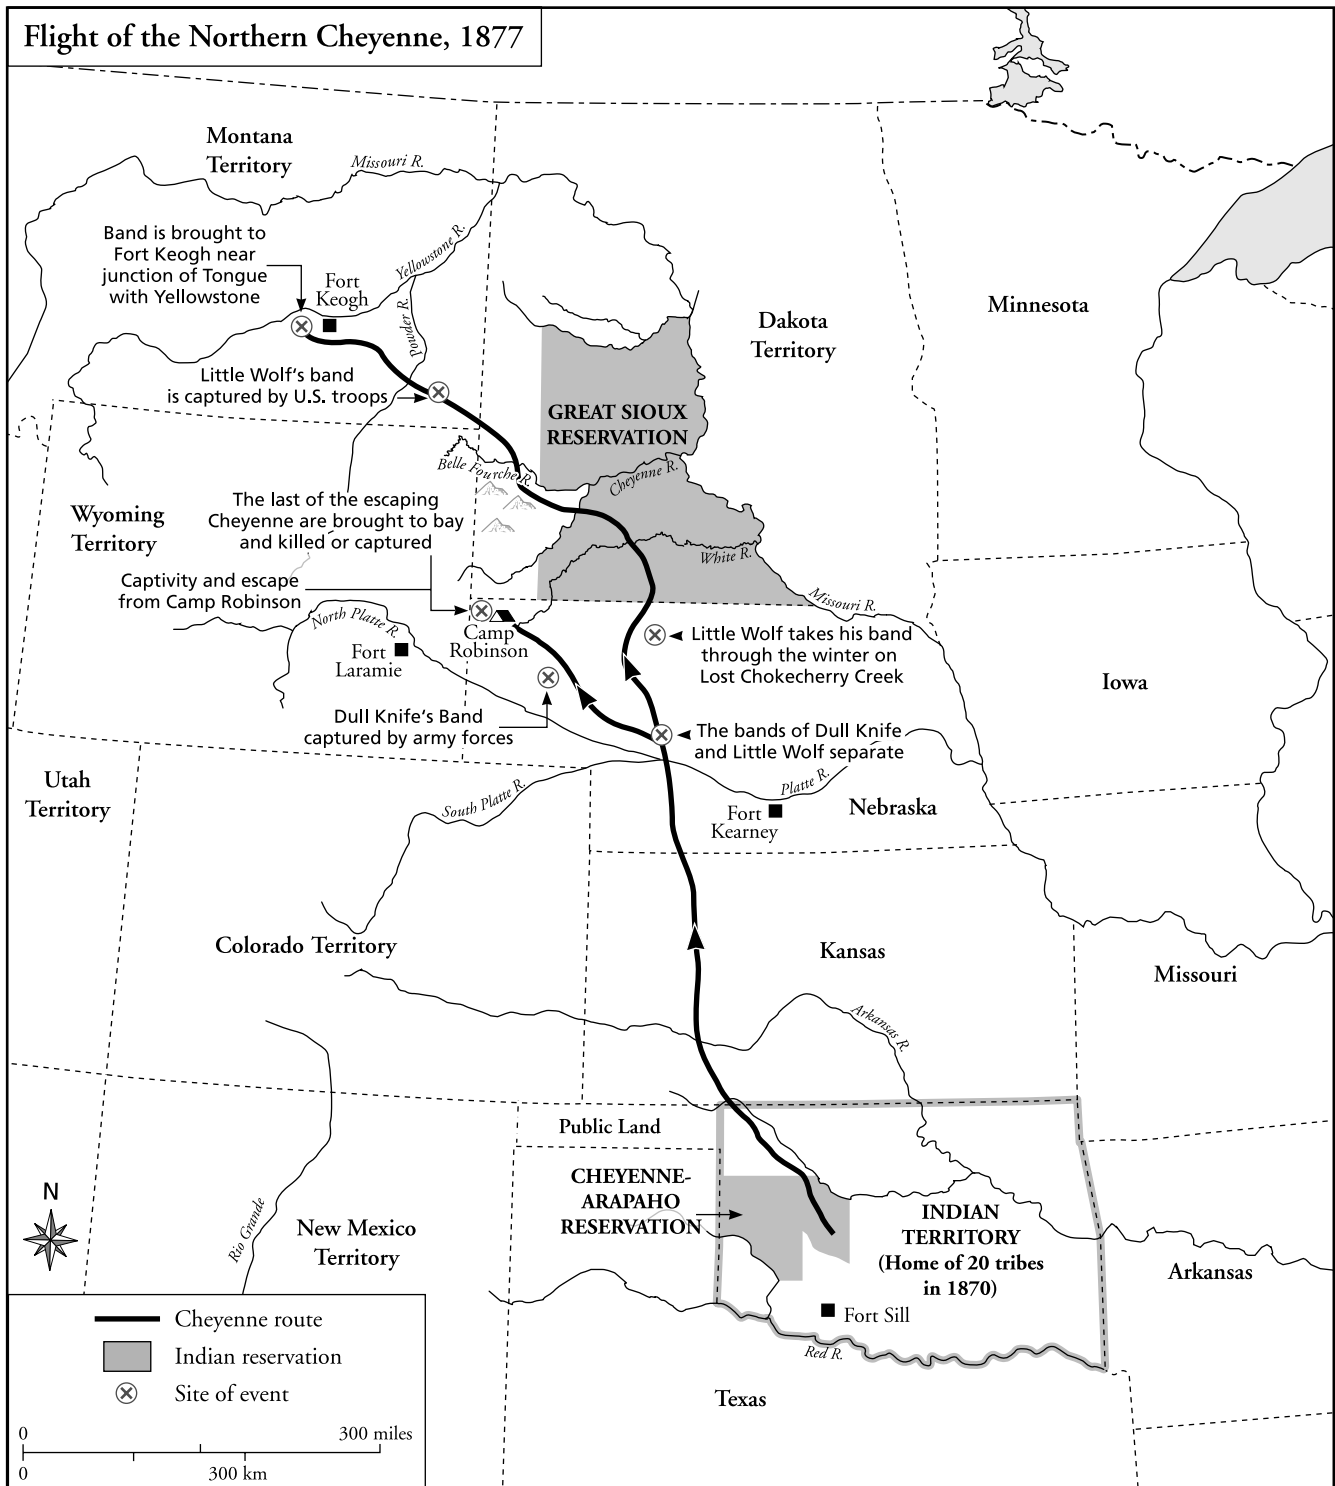 Flight of the Northern Cheyenne, 1877
Montana
Territory
Missouri R.
Band is brought to
Fort Keogh near
junction of Tongue
with Yellowstone
Fort
Keogh
Yellowstone R.
Powder R.
Dakota
Territory
Minnesota
Little Wolf's band
is captured by U.S. troops
GREAT SIOUX
RESERVATION
Belle Fourche R.
Cheyenne R.
Wyoming
Territory
The last of the escaping
Cheyenne are brought to bay
and killed or captured
White R.
Captivity and escape
from Camp Robinson
Missouri R.
North Platte R.
Fort
Laramie
Camp
Robinson
Little Wolf takes his band
through the winter on
Lost Chokecherry Creek
Iowa
Dull Knife's Band
captured by army forces
The bands of Dull Knife
and Little Wolf separate
Utah
Territory
South Platte R.
Platte R.
Fort
Kearney
Nebraska
Colorado Territory
Kansas
Missouri
Arkansas R.
Public Land
CHEYENNE-
ARAPAHO
RESERVATION
INDIAN
TERRITORY
(Home of 20 tribes
in 1870)
N
Rio Grande
New Mexico
Territory
Arkansas
Fort Sill
Red R.
Texas
Cheyenne route
Indian reservation
Site of event
0
300 miles
0
300 km